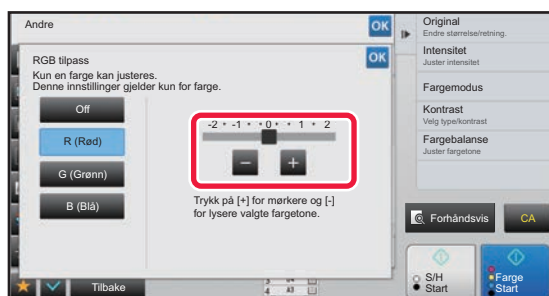 Andre
OK
RGB tilpass
OK
Kun en farge kan justeres.
Denne innstillinger gjelder kun for farge.
Off
R (Rød)
G (Grønn)
B (Blå)
-2 • -1 • •0• • 1 • 2
− +
Trykk på [+] for mørkere og [-]
for lysere valgte fargetone.
Tilbake
Original
Endre størrelse/retning.
Intensitet
Juster intensitet
Fargemodus
Kontrast
Velg type/kontrast
Fargebalanse
Juster fargetone
Forhåndsvis
CA
S/H
Start
Farge
Start
4 A3